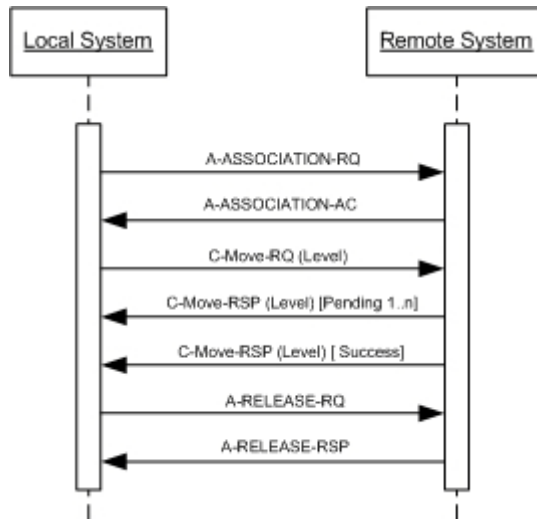 Local System
Remote System
A-ASSOCIATION-RQ
A-ASSOCIATION-AC
C-Move-RQ (Level)
C-Move-RSP (Level) [Pending 1..n]
C-Move-RSP (Level) [ Success]
A-RELEASE-RQ
A-RELEASE-RSP